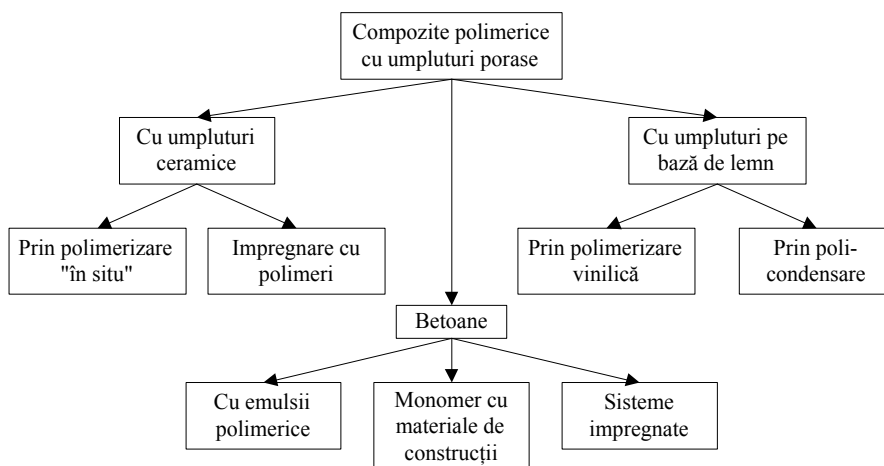 Compozite polimerice
cu umpluturi porase
Cu umpluturi
ceramice
Cu umpluturi pe
bază de lemn
Prin polimerizare
"în situ"
Impregnare cu
polimeri
Prin polimerizare
vinilică
Prin poli-
condensare
Betoane
Cu emulsii
polimerice
Monomer cu
materiale de
construcții
Sisteme
impregnate